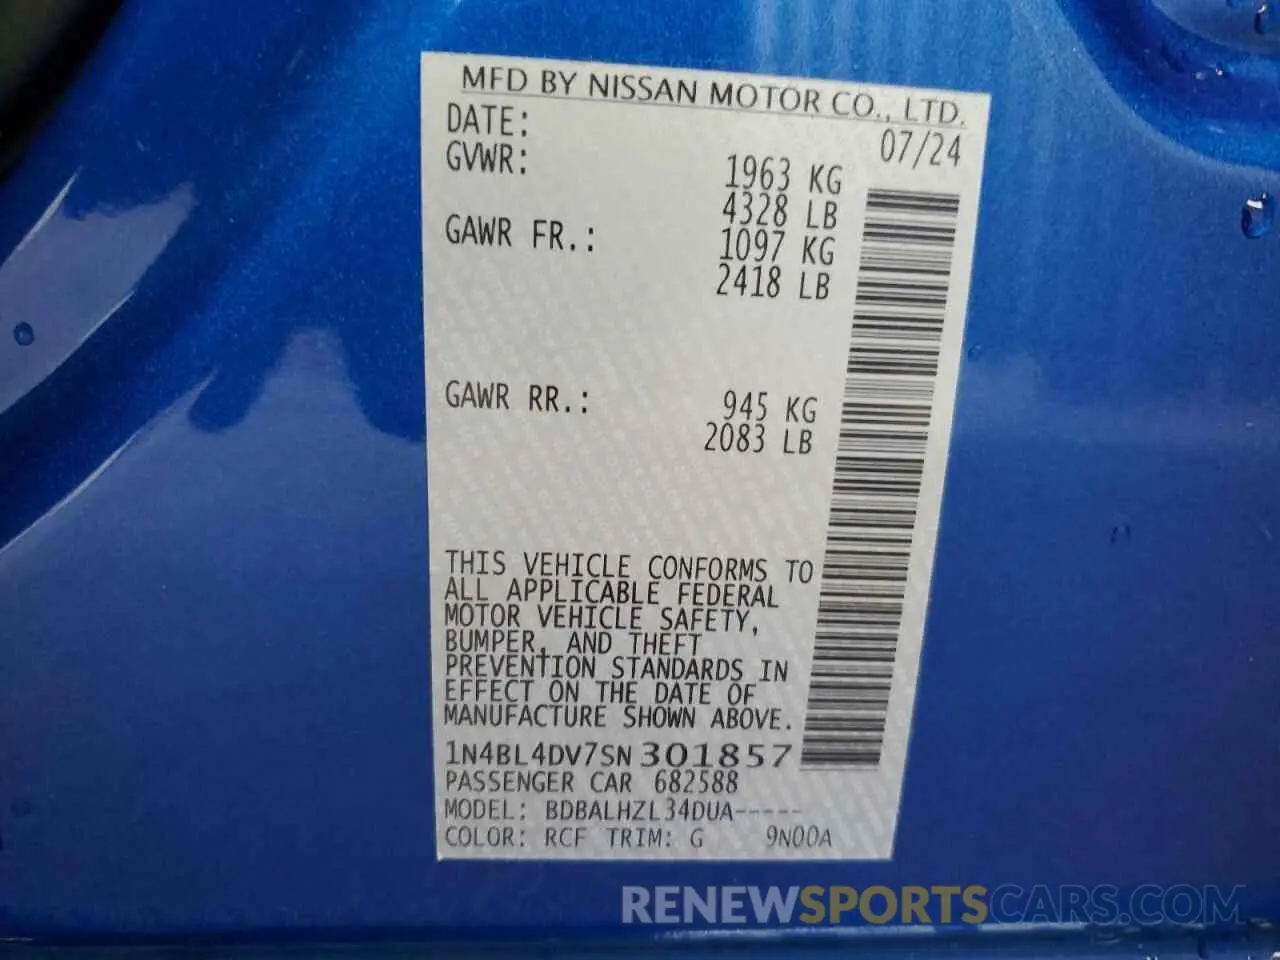 MFD BY NISSAN MOTOR CO., LTD.
DATE: 07/24
GVWR: 1963 KG
4328 LB
GAWR FR.: 1097 KG
2418 LB
GAWR RR.: 945 KG
2083 LB
THIS VEHICLE CONFORMS TO
ALL APPLICABLE FEDERAL
MOTOR VEHICLE SAFETY,
BUMPER, AND THEFT
PREVENTION STANDARDS IN
EFFECT ON THE DATE OF
MANUFACTURE SHOWN ABOVE.
1N4BL4DV7SN301857
PASSENGER CAR 682588
MODEL: BDBALHZL34DUA-----
COLOR: RCF TRIM: G 9N00A
RENEWSPORTSCARS.COM